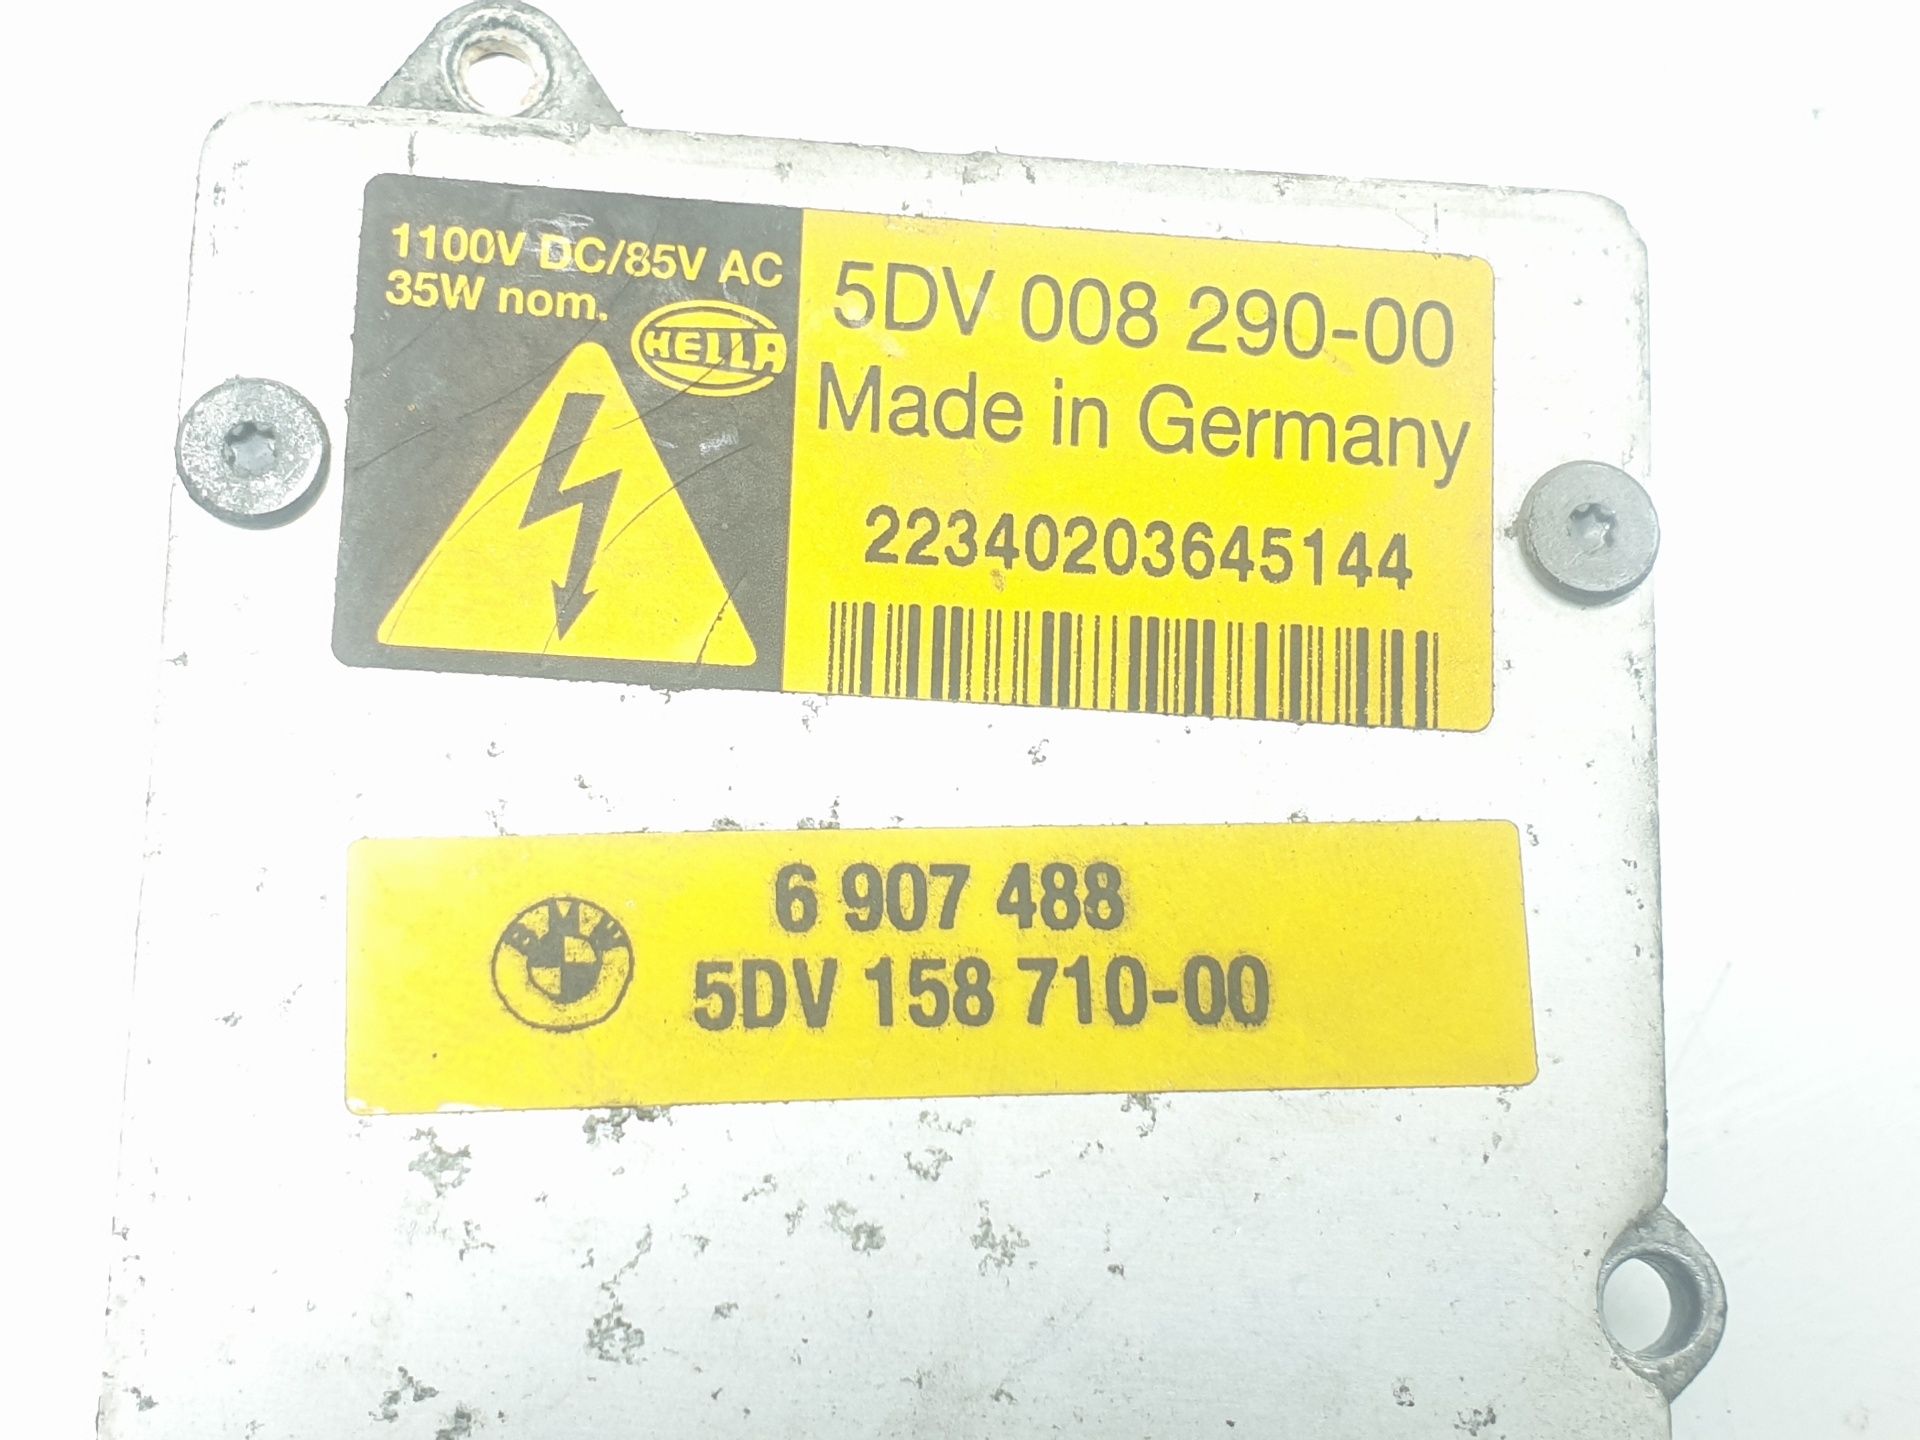 1100V DC/85V AC
35W nom.
HELLA
5DV 008 290-00
Made in Germany
22340203645144
BMW
6 907 488
5DV 158 710-00